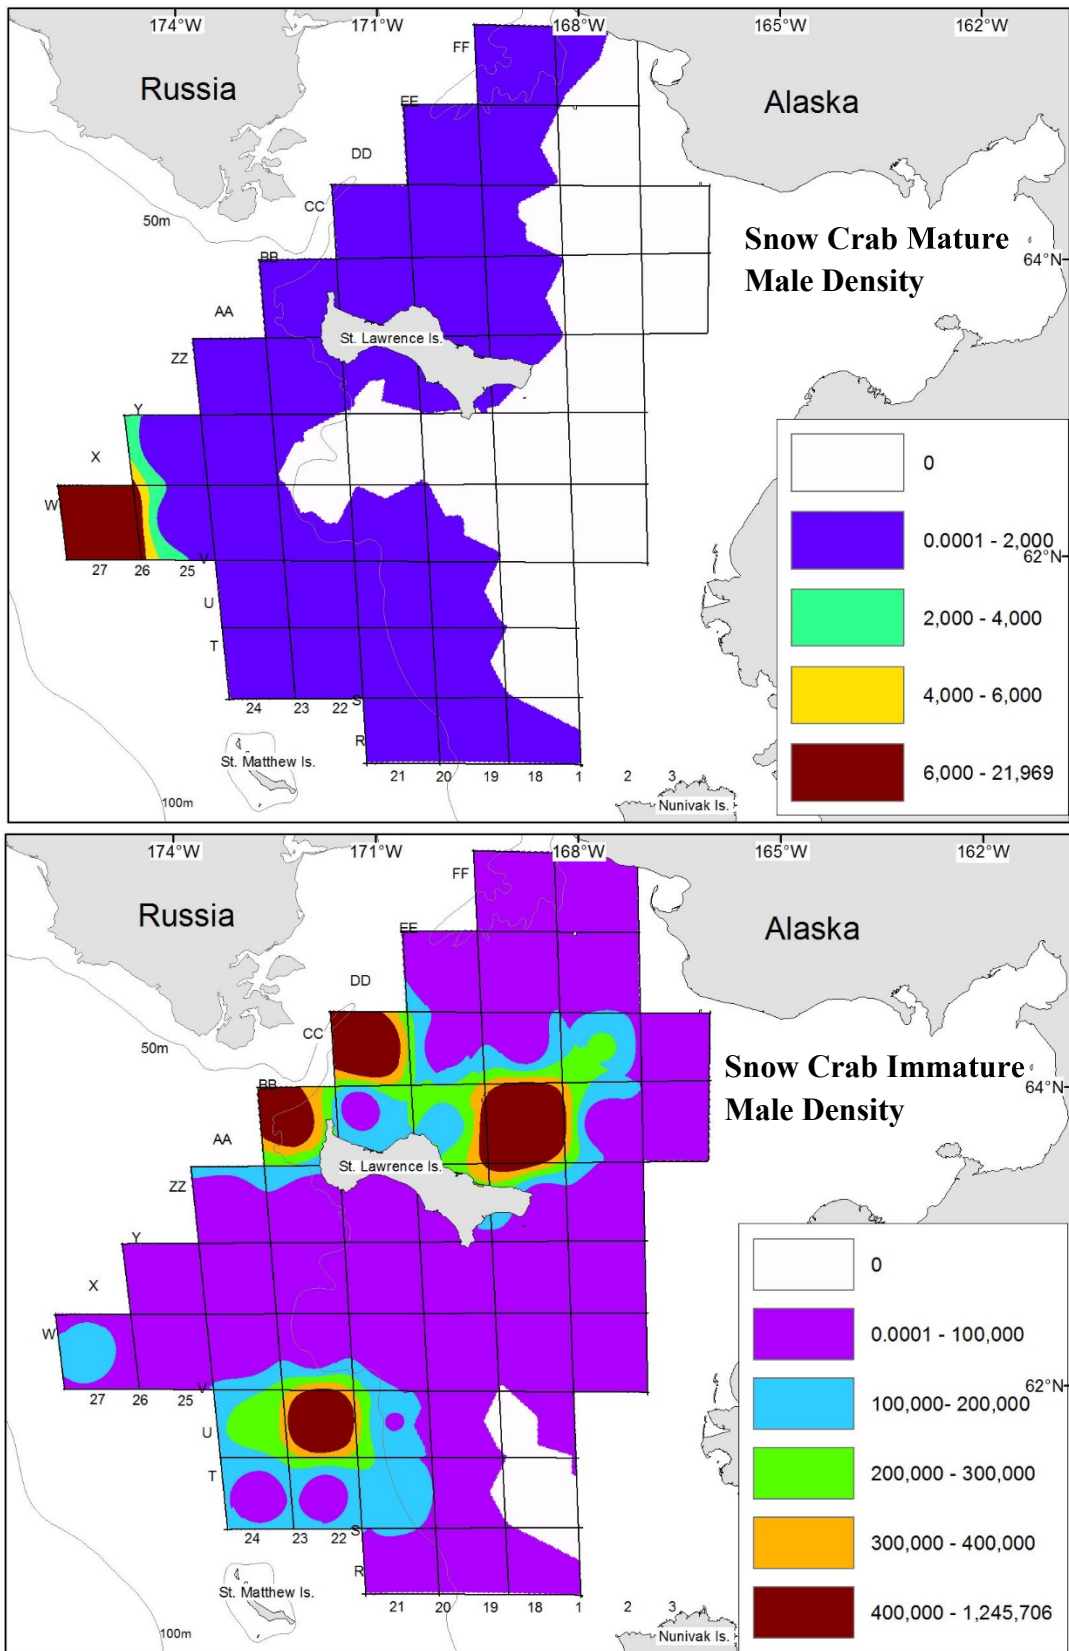 174°W 171°W 168°W 165°W 162°W
FF
Russia
EE
Alaska
DD
CC
50m
Snow Crab Mature
Male Density
BB
64°N
AA
St. Lawrence Is.
ZZ
Y
X
0
W
0.0001 - 2,000
62°N
27 26 25 V
U
2,000 - 4,000
T
4,000 - 6,000
24 23 22 S
R
St. Matthew Is.
21 20 19 18 1 2 3
6,000 - 21,969
100m
Nunivak Is.
174°W 171°W 168°W 165°W 162°W
FF
Russia
EE
Alaska
DD
CC
50m
Snow Crab Immature
Male Density
BB
64°N
AA
St. Lawrence Is.
ZZ
Y
0
X
W
0.0001 - 100,000
62°N
27 26 25 V
100,000- 200,000
U
T
200,000 - 300,000
24 23 22 S
300,000 - 400,000
R
St. Matthew Is.
21 20 19 18 1 2 3
400,000 - 1,245,706
100m
Nunivak Is.